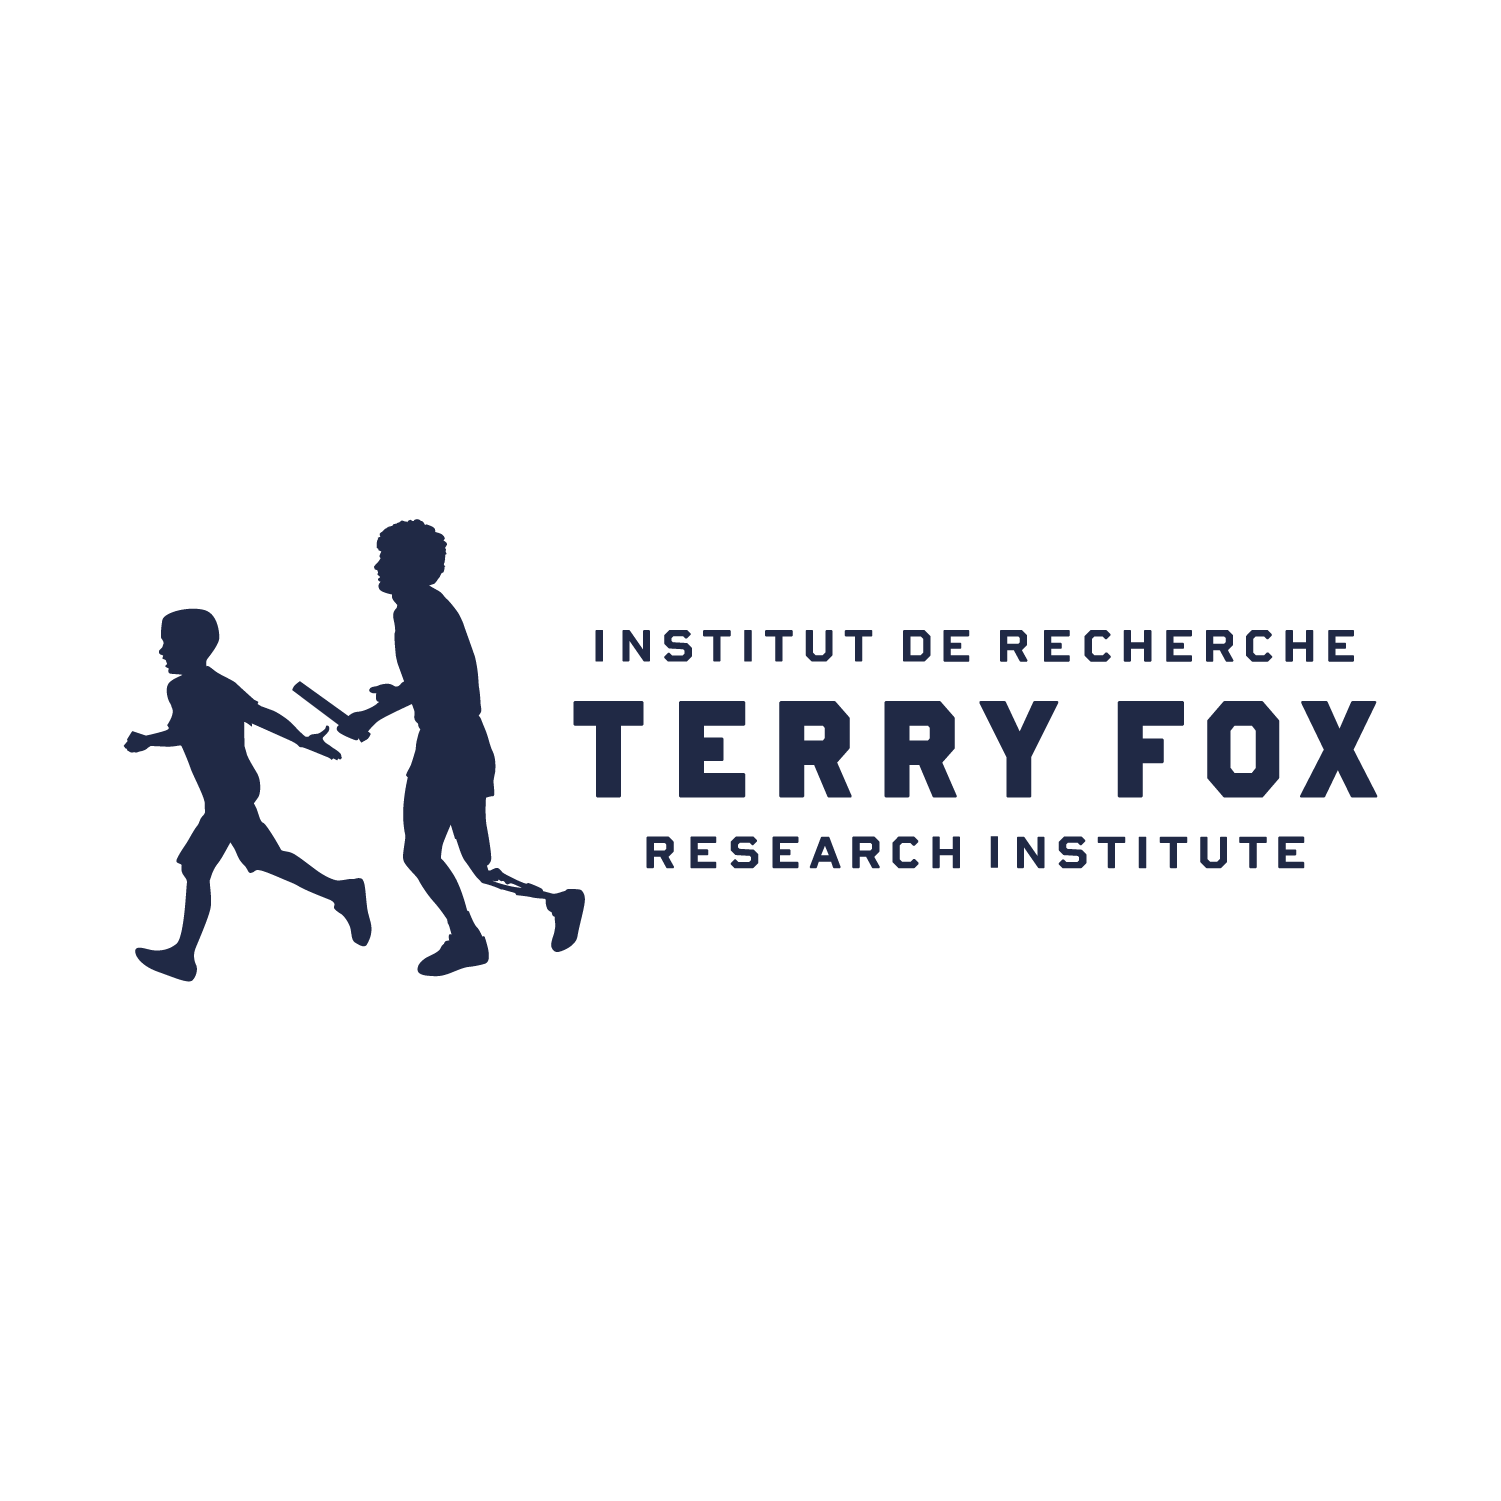 INSTITUT DE RECHERCHE
TERRY FOX
RESEARCH INSTITUTE